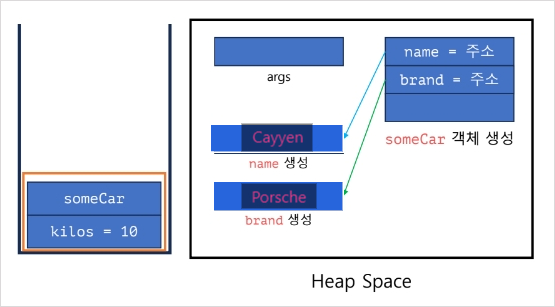 someCar
kilos = 10
args
Cayyen
name 생성
Porsche
brand 생성
name = 주소
brand = 주소
someCar 객체 생성
Heap Space